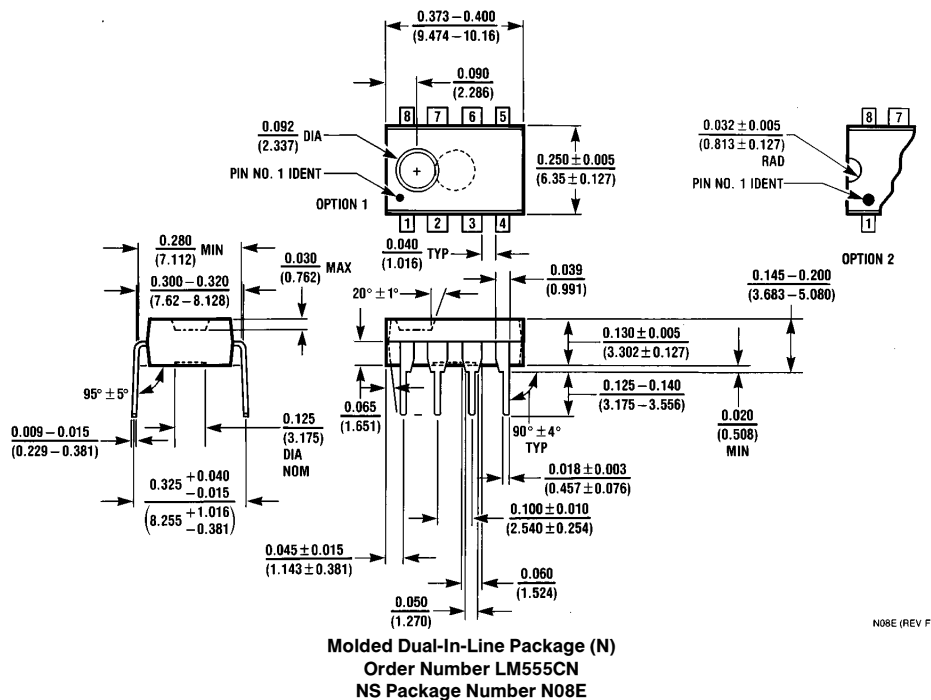 0.373 – 0.400
(9.474 – 10.16)
0.090
(2.286)
8 7 6 5
0.092 DIA
(2.337)
PIN NO. 1 IDENT
OPTION 1
+
0.250 ± 0.005
(6.35 ± 0.127)
1 2 3 4
8 7
0.032 ± 0.005
(0.813 ± 0.127)
RAD
PIN NO. 1 IDENT
1
OPTION 2
0.280 MIN
(7.112)
0.300 – 0.320
(7.62 – 8.128)
0.030 MAX
(0.762)
0.040 TYP
(1.016)
0.039
(0.991)
0.145 – 0.200
(3.683 – 5.080)
20° ± 1°
0.130 ± 0.005
(3.302 ± 0.127)
95° ± 5°
0.065
(1.651)
0.125 – 0.140
(3.175 – 3.556)
0.020
(0.508)
MIN
90° ± 4°
TYP
0.009 – 0.015
(0.229 – 0.381)
0.125
(3.175)
DIA
NOM
0.018 ± 0.003
(0.457 ± 0.076)
0.325 +0.040
−0.015
(8.255 +1.016
−0.381)
0.100 ± 0.010
(2.540 ± 0.254)
0.045 ± 0.015
(1.143 ± 0.381)
0.060
(1.524)
0.050
(1.270)
N08E (REV F
Molded Dual-In-Line Package (N)
Order Number LM555CN
NS Package Number N08E